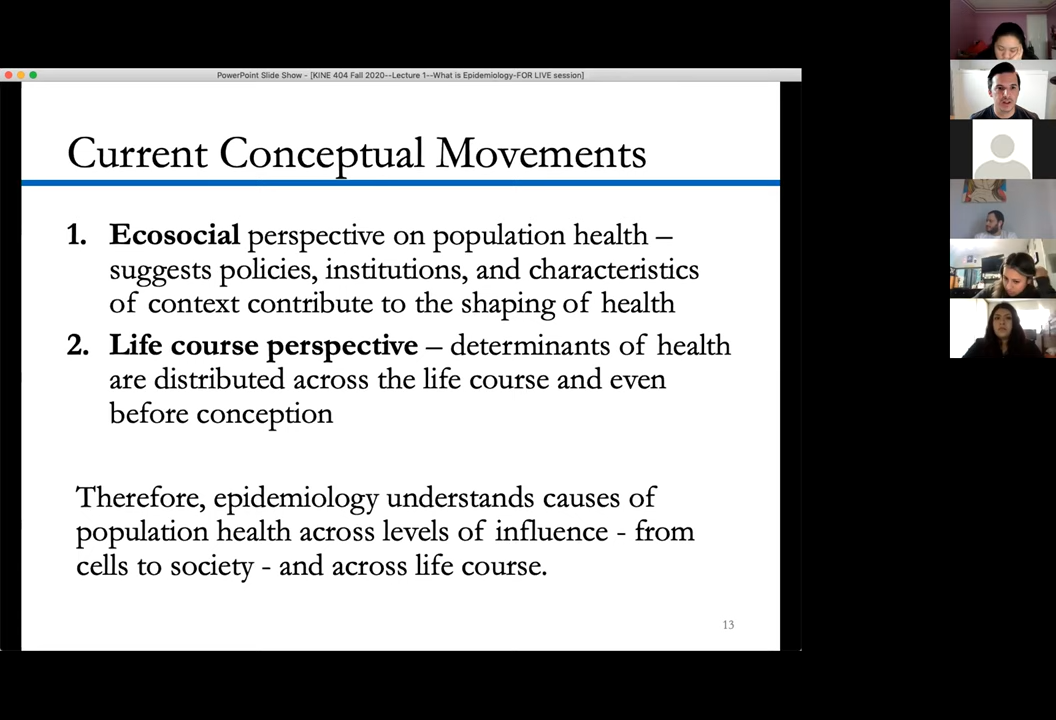 PowerPoint Slide Show - [KINE 404 Fall 2020--Lecture 1--What is Epidemiology-FOR LIVE session]
Current Conceptual Movements
1. Ecosocial perspective on population health –
suggests policies, institutions, and characteristics
of context contribute to the shaping of health
2. Life course perspective – determinants of health
are distributed across the life course and even
before conception
Therefore, epidemiology understands causes of
population health across levels of influence - from
cells to society - and across life course.
13